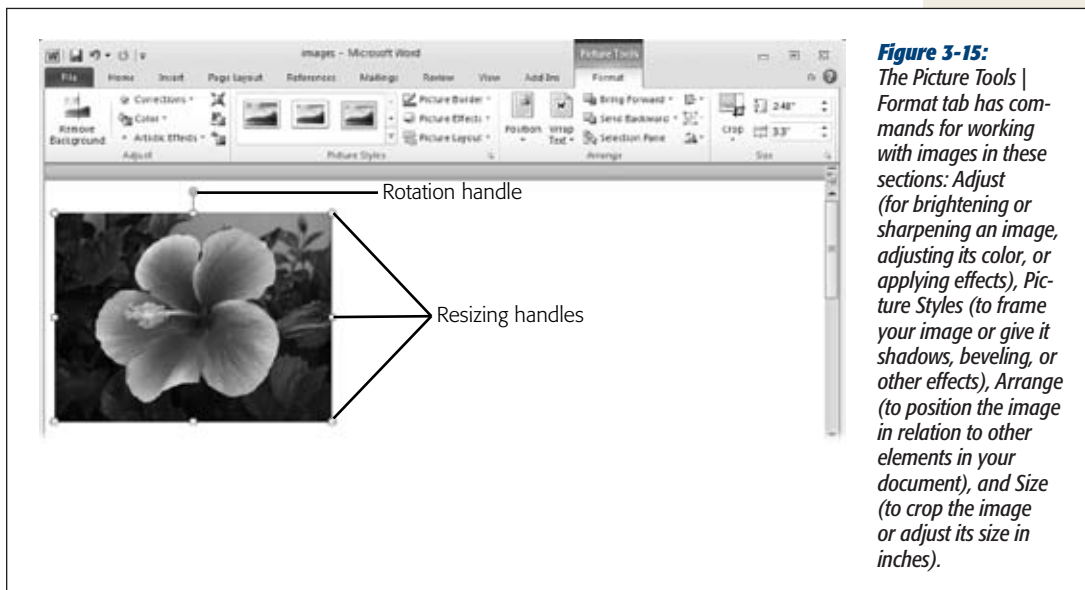 images - Microsoft Word
Picture Tools
File Home Insert Page Layout References Mailings Review View Add-Ins Format
Remove Background
Corrections
Color
Artistic Effects
Adjust
Picture Border
Picture Effects
Picture Layout
Picture Styles
Position
Wrap Text
Bring Forward
Send Backward
Selection Pane
Arrange
Crop
2.48"
3.3"
Size
Rotation handle
Resizing handles
Figure 3-15:
The Picture Tools |
Format tab has com-
mands for working
with images in these
sections: Adjust
(for brightening or
sharpening an image,
adjusting its color, or
applying effects), Pic-
ture Styles (to frame
your image or give it
shadows, beveling, or
other effects), Arrange
(to position the image
in relation to other
elements in your
document), and Size
(to crop the image
or adjust its size in
inches).